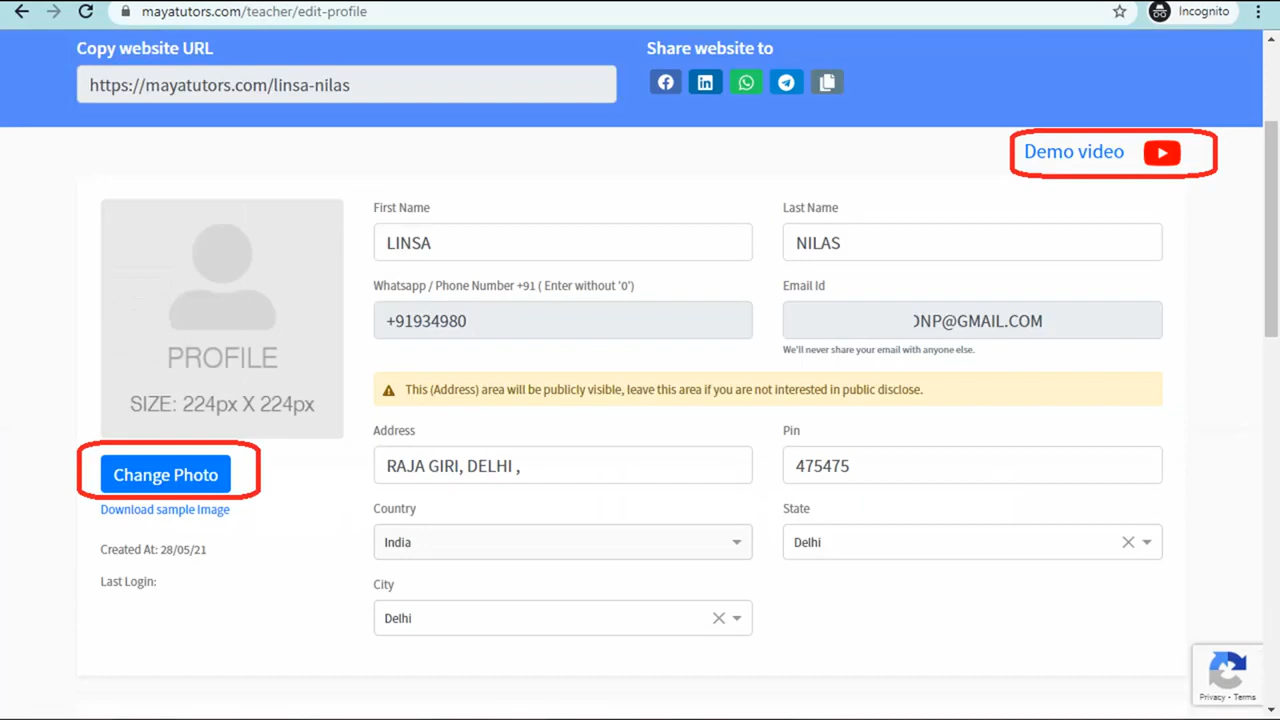 mayatutors.com/teacher/edit-profile
Incognito
Copy website URL
Share website to
https://mayatutors.com/linsa-nilas
Demo video
First Name
Last Name
LINSA
NILAS
Whatsapp / Phone Number +91 ( Enter without '0')
Email Id
+91934980
NP@GMAIL.COM
We'll never share your email with anyone else.
PROFILE
SIZE: 224px X 224px
This (Address) area will be publicly visible, leave this area if you are not interested in public disclose.
Address
Pin
RAJA GIRI, DELHI ,
475475
Change Photo
Download sample Image
Country
State
India
Delhi
Created At: 28/05/21
Last Login:
City
Delhi
Privacy - Terms